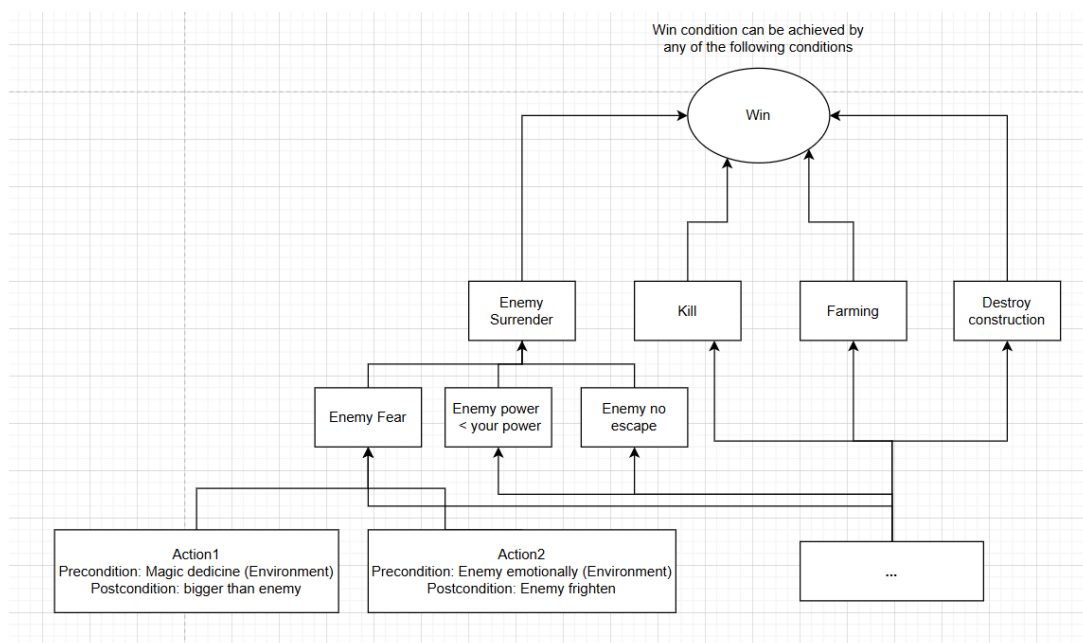 Win condition can be achieved by
any of the following conditions
Win
Enemy
Surrender
Kill
Farming
Destroy
construction
Enemy Fear
Enemy power
< your power
Enemy no
escape
Action1
Precondition: Magic dedicine (Environment)
Postcondition: bigger than enemy
Action2
Precondition: Enemy emotionally (Environment)
Postcondition: Enemy frighten
...